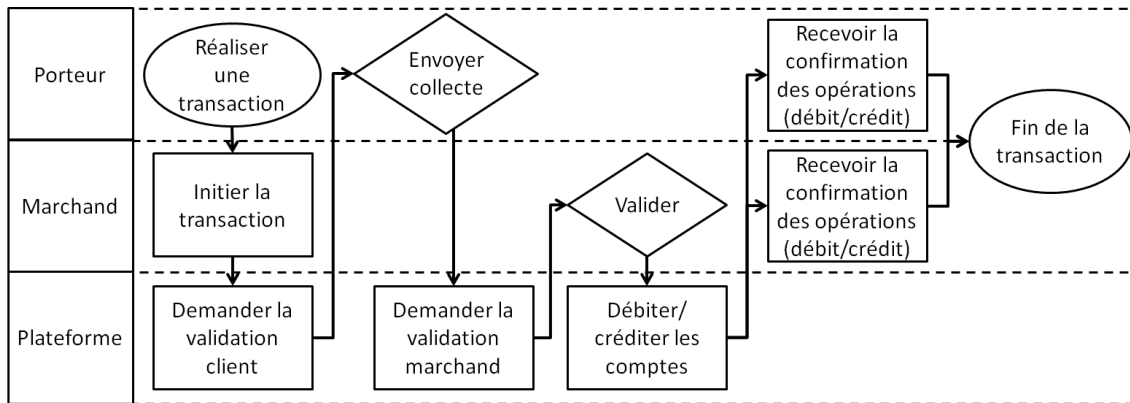 Porteur
Réaliser
une
transaction
Envoyer
collecte
Recevoir la
confirmation
des opérations
(débit/crédit)
Fin de la
transaction
Marchand
Initier la
transaction
Valider
Recevoir la
confirmation
des opérations
(débit/crédit)
Plateforme
Demander la
validation
client
Demander la
validation
marchand
Débiter/
créditer les
comptes